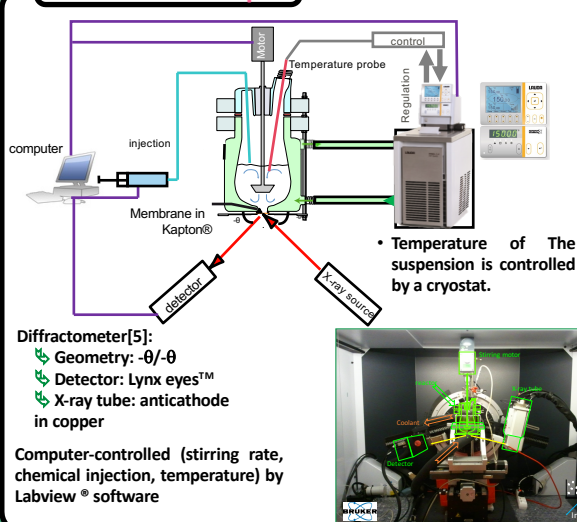 Motor
control
Temperature probe
Regulation
LAUDA
computer
injection
Membrane in
Kapton®
-θ
detector
X-ray source
• Temperature of The
suspension is controlled
by a cryostat.
Diffractometer[5]:
Geometry: -θ/-θ
Detector: Lynx eyes™
X-ray tube: anticathode
in copper
Computer-controlled (stirring rate,
chemical injection, temperature) by
Labview ® software
Stirring motor
X-ray tube
Coolant
Detector
BRUKER